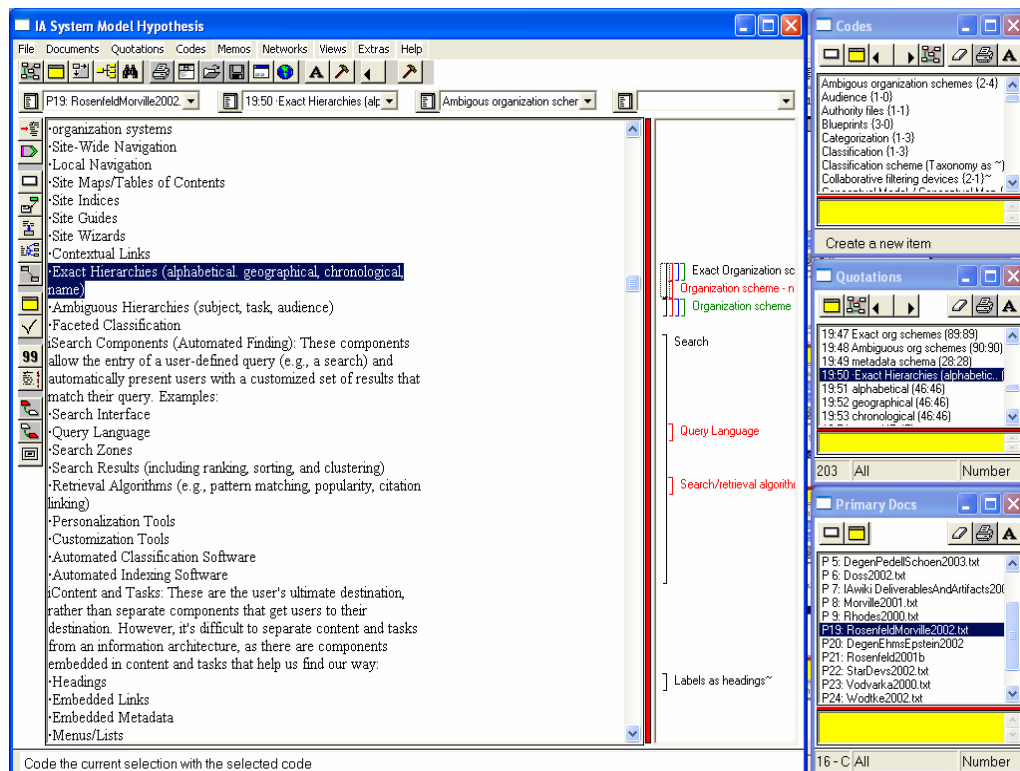 IA System Model Hypothesis
File Documents Quotations Codes Memos Networks Views Extras Help
P19: RosenfeldMorville2002.
19:50 ·Exact Hierarchies (alp
Ambigous organization scher
·organization systems
·Site-Wide Navigation
·Local Navigation
·Site Maps/Tables of Contents
·Site Indices
·Site Guides
·Site Wizards
·Contextual Links
·Exact Hierarchies (alphabetical. geographical, chronological,
name)
·Ambiguous Hierarchies (subject, task, audience)
·Faceted Classification
iSearch Components (Automated Finding): These components
allow the entry of a user-defined query (e.g., a search) and
automatically present users with a customized set of results that
match their query. Examples:
·Search Interface
·Query Language
·Search Zones
·Search Results (including ranking, sorting, and clustering)
·Retrieval Algorithms (e.g., pattern matching, popularity, citation
linking)
·Personalization Tools
·Customization Tools
·Automated Classification Software
·Automated Indexing Software
iContent and Tasks: These are the user's ultimate destination,
rather than separate components that get users to their
destination. However, it's difficult to separate content and tasks
from an information architecture, as there are components
embedded in content and tasks that help us find our way:
·Headings
·Embedded Links
·Embedded Metadata
·Menus/Lists
Exact Organization sc
Organization scheme - n
Organization scheme
Search
Query Language
Search/retrieval algorith
Labels as headings~
Code the current selection with the selected code
Codes
A
Ambigous organization schemes {2-4}
Audience {1-0}
Authority files {1-1}
Blueprints {3-0}
Categorization {1-3}
Classification {1-3}
Classification scheme (Taxonomy as ~)
Collaborative filtering devices {2-1}~
Create a new item
Quotations
A
19:47 Exact org schemes (89:89)
19:48 Ambiguous org schemes (90:90)
19:49 metadata schema (28:28)
19:50 ·Exact Hierarchies (alphabetic.. (
19:51 alphabetical (46:46)
19:52 geographical (46:46)
19:53 chronological (46:46)
203 All Number
Primary Docs
A
P 5: DegenPedellSchoen2003.txt
P 6: Doss2002.txt
P 7: IAwiki DeliverablesAndArtifacts200
P 8: Morville2001.txt
P 9: Rhodes2000.txt
P19: RosenfeldMorville2002.txt
P20: DegenEhmsEpstein2002
P21: Rosenfeld2001b
P22: StarDevs2002.txt
P23: Vodvarka2000.txt
P24: Wodtke2002.txt
16 - C All Number